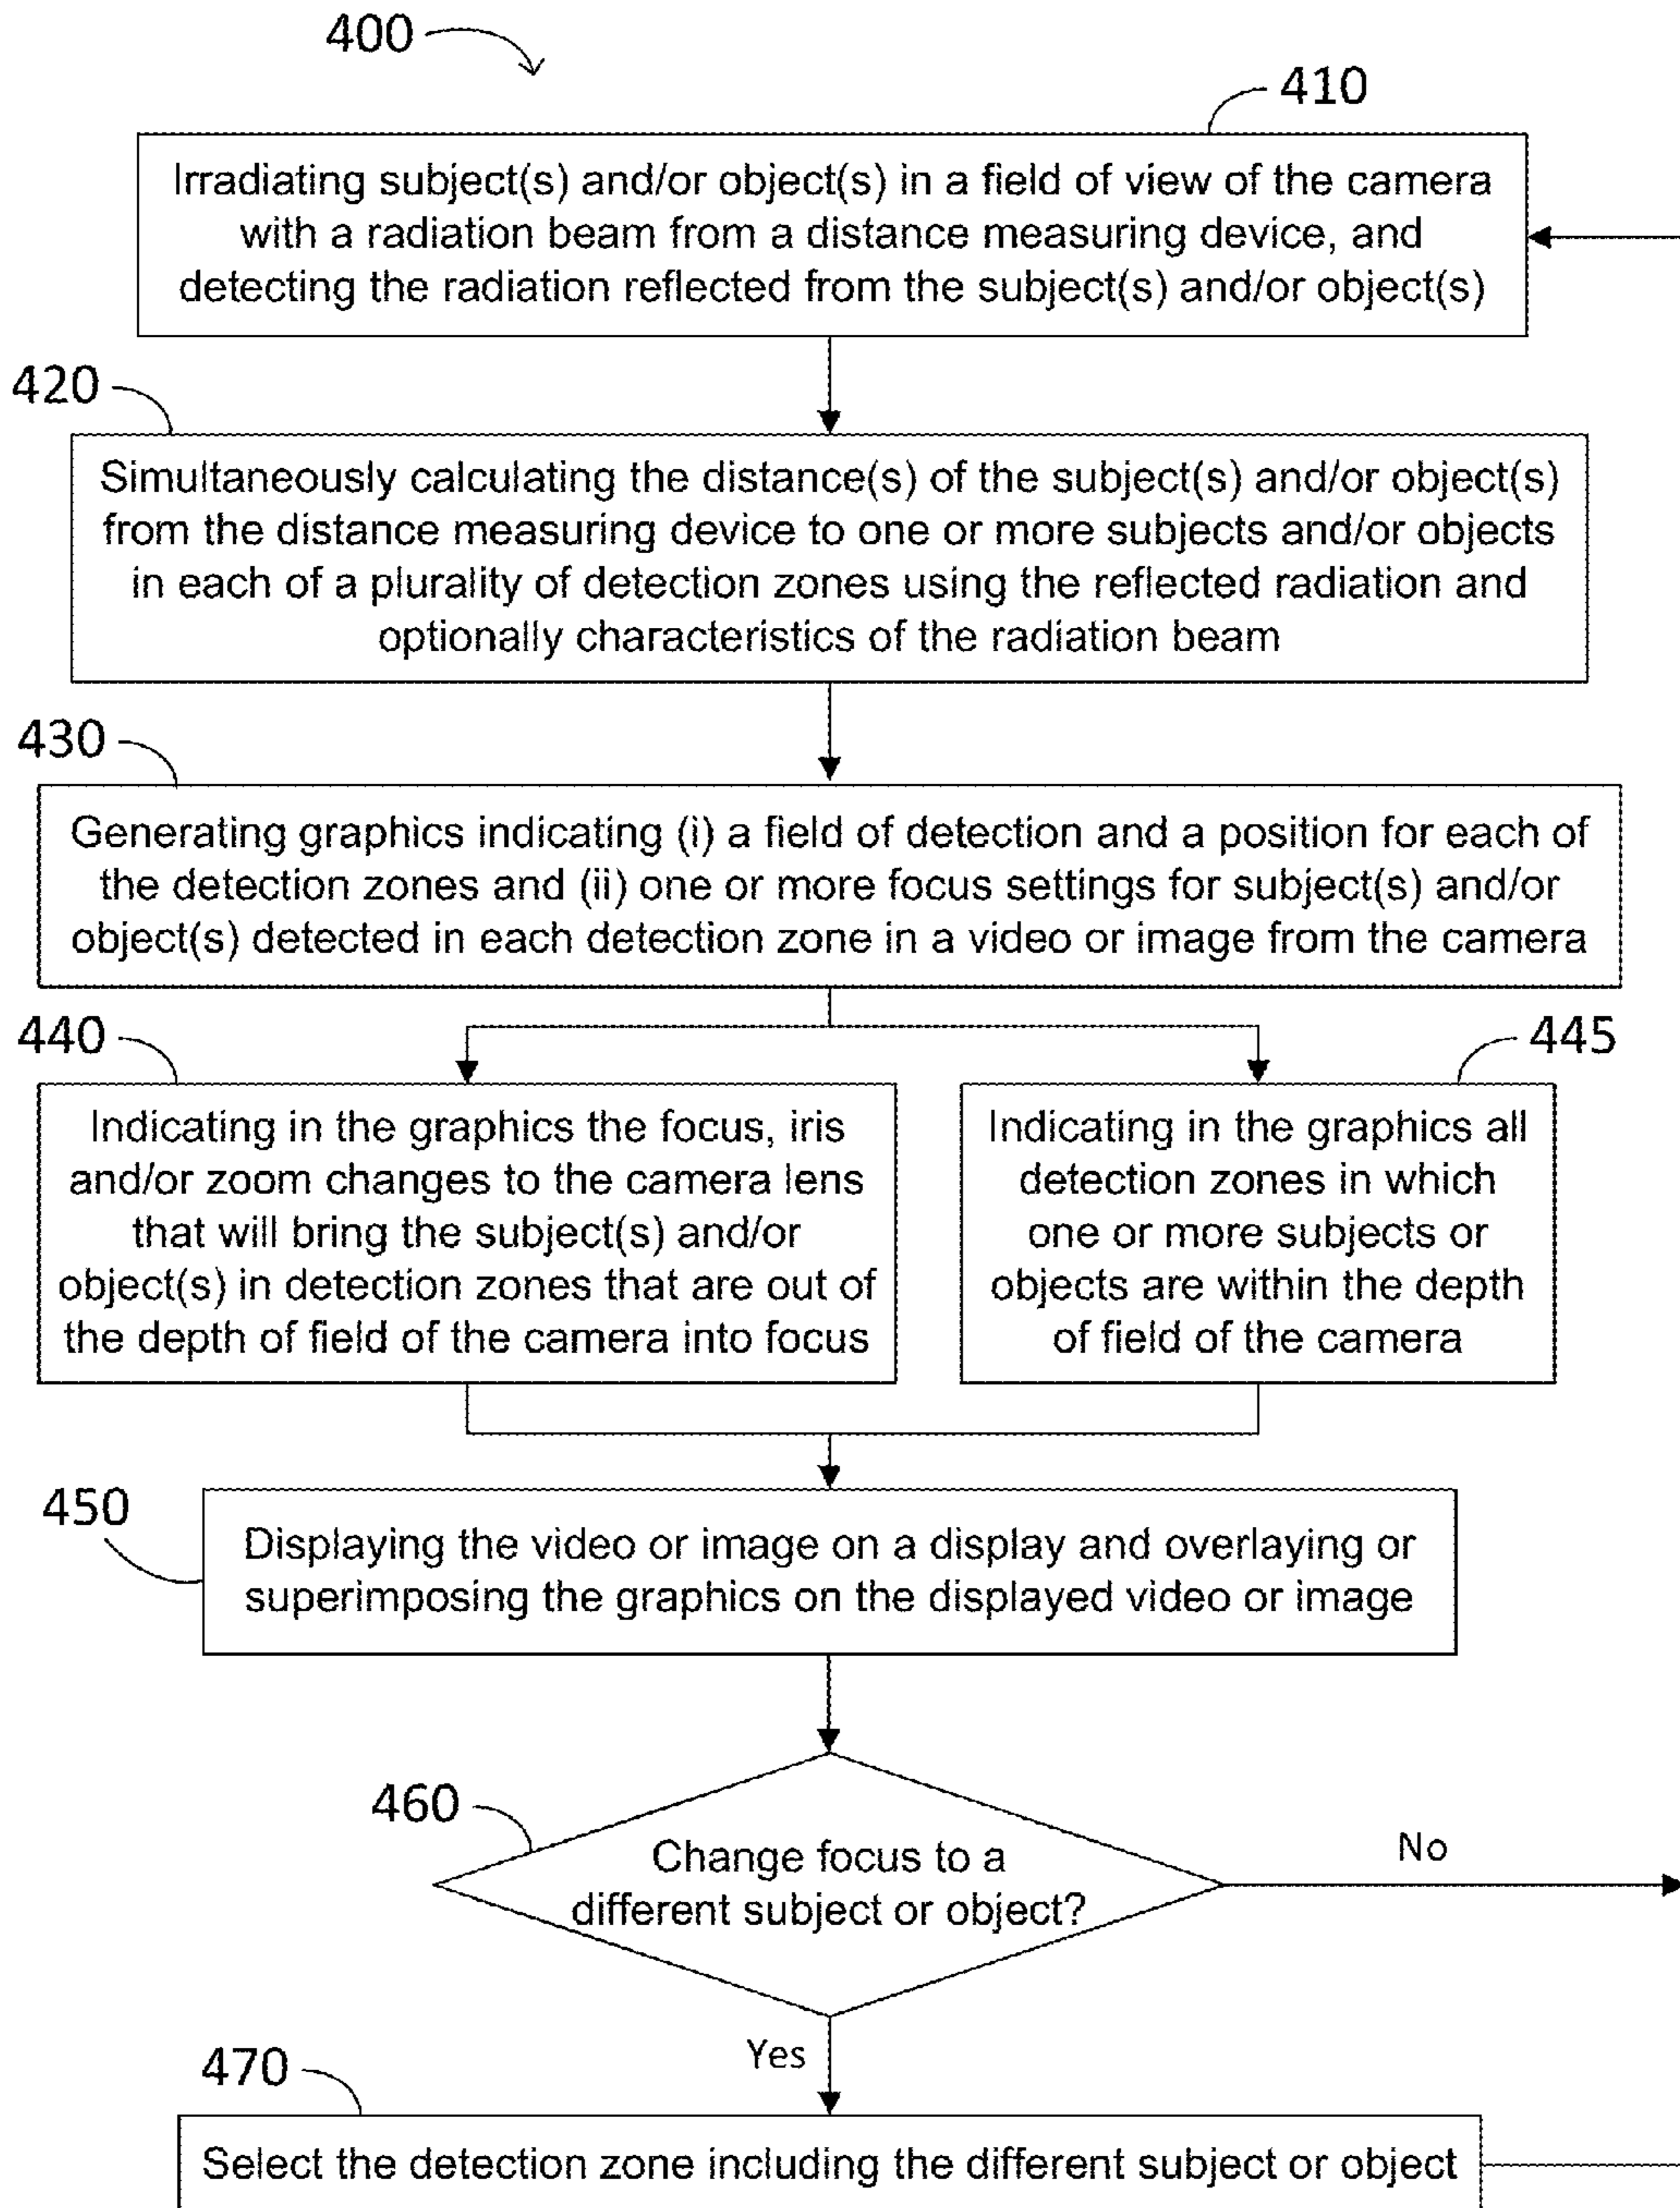 400
410
Irradiating subject(s) and/or object(s) in a field of view of the camera
with a radiation beam from a distance measuring device, and
detecting the radiation reflected from the subject(s) and/or object(s)
420
Simultaneously calculating the distance(s) of the subject(s) and/or object(s)
from the distance measuring device to one or more subjects and/or objects
in each of a plurality of detection zones using the reflected radiation and
optionally characteristics of the radiation beam
430
Generating graphics indicating (i) a field of detection and a position for each of
the detection zones and (ii) one or more focus settings for subject(s) and/or
object(s) detected in each detection zone in a video or image from the camera
440
Indicating in the graphics the focus, iris
and/or zoom changes to the camera lens
that will bring the subject(s) and/or
object(s) in detection zones that are out of
the depth of field of the camera into focus
445
Indicating in the graphics all
detection zones in which
one or more subjects or
objects are within the depth
of field of the camera
450
Displaying the video or image on a display and overlaying or
superimposing the graphics on the displayed video or image
460
Change focus to a
different subject or object?
No
Yes
470
Select the detection zone including the different subject or object